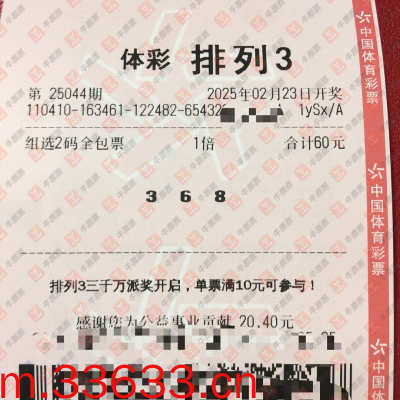 体彩 排列3
第 25044期 2025年02月23日开奖
110410-163461-122482-65432 1ySx/A
组选2码全包票 1倍 合计60元
3 6 8
排列3三千万派奖开启，单票满10元可参与！
感谢您为公益事业贡献 20.40元
m.33633.cn
中国体育彩票
中国体育彩票
中国体育彩票